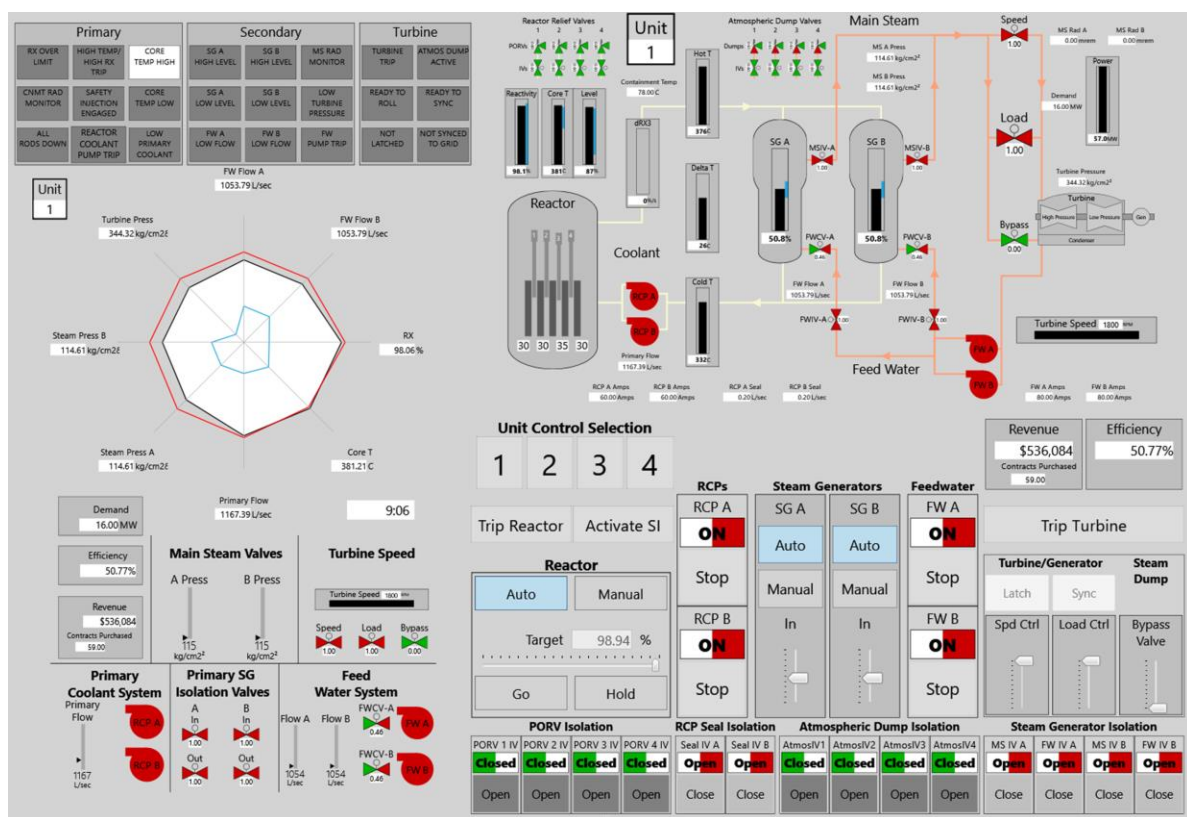 Primary
Secondary
Turbine
RX OVER LIMIT
HIGH TEMP/ HIGH RX TRIP
CORE TEMP HIGH
SG A HIGH LEVEL
SG B HIGH LEVEL
MS RAD MONITOR
TURBINE TRIP
ATMOS DUMP ACTIVE
CNMT RAD MONITOR
SAFETY INJECTION ENGAGED
CORE TEMP LOW
SG A LOW LEVEL
SG B LOW LEVEL
LOW TURBINE PRESSURE
READY TO ROLL
READY TO SYNC
ALL RODS DOWN
REACTOR COOLANT PUMP TRIP
LOW PRIMARY COOLANT
FW A LOW FLOW
FW B LOW FLOW
FW PUMP TRIP
NOT LATCHED
NOT SYNCED TO GRID
Unit
1
FW Flow A
1053.79 L/sec
Turbine Press
344.32 kg/cm2ß
FW Flow B
1053.79 L/sec
Steam Press B
114.61 kg/cm2ß
RX
98.06 %
Steam Press A
114.61 kg/cm2ß
Core T
381.21 C
Primary Flow
1167.39 L/sec
9:06
Demand
16.00 MW
Efficiency
50.77%
Revenue
$536,084
Contracts Purchased
59.00
Main Steam Valves
A Press
B Press
115
kg/cm²
115
kg/cm²
Turbine Speed
Turbine Speed 1800 RPM
Speed
Load
Bypass
1.00
1.00
0.00
Primary Coolant System
Primary Flow
1167
L/sec
RCP A
RCP B
Primary SG Isolation Valves
A
B
In
In
1.00
1.00
Out
Out
1.00
1.00
Feed Water System
Flow A
Flow B
1054
L/sec
1054
L/sec
FWCV-A
0.46
FW A
FWCV-B
0.46
FW B
Reactor Relief Valves
1 2 3 4
PORVs
IVs
Unit
1
Atmospheric Dump Valves
1 2 3 4
Dumps
IVs
Main Steam
Speed
1.00
MS Rad A
0.00 mrem
MS Rad B
0.00 mrem
Reactivity
98.1%
Core T
381C
Level
87%
Containment Temp
78.00 C
dRX3
0%/s
Hot T
376C
Delta T
26C
Cold T
332C
MS A Press
114.61 kg/cm2²
MS B Press
114.61 kg/cm2²
SG A
50.8%
SG B
50.8%
MSIV-A
1.00
MSIV-B
1.00
FWCV-A
0.46
FWCV-B
0.46
Demand
16.00 MW
Power
57.0MW
Load
1.00
Bypass
0.00
Turbine Pressure
344.32 kg/cm2²
Turbine
High Pressure
Low Pressure
Gen
Condenser
Reactor
1 2 3 4
30 30 35 30
Coolant
RCP A
RCP B
Primary Flow
1167.39 L/sec
FW Flow A
1053.79 L/sec
FW Flow B
1053.79 L/sec
FWIV-A
1.00
FWIV-B
1.00
Feed Water
FW A
FW B
Turbine Speed 1800 RPM
RCP A Amps
60.00 Amps
RCP B Amps
60.00 Amps
RCP A Seal
0.20 L/sec
RCP B Seal
0.20 L/sec
FW A Amps
80.00 Amps
FW B Amps
80.00 Amps
Unit Control Selection
1 2 3 4
Trip Reactor
Activate SI
Reactor
Auto
Manual
Target 98.94 %
Go
Hold
RCPs
RCP A
ON
Stop
RCP B
ON
Stop
Steam Generators
SG A
SG B
Auto
Auto
Manual
Manual
In
In
Feedwater
FW A
ON
Stop
FW B
ON
Stop
Revenue
$536,084
Contracts Purchased
59.00
Efficiency
50.77%
Trip Turbine
Turbine/Generator
Steam Dump
Latch
Sync
Spd Ctrl
Load Ctrl
Bypass Valve
PORV Isolation
PORV 1 IV PORV 2 IV PORV 3 IV PORV 4 IV
Closed Closed Closed Closed
Open Open Open Open
RCP Seal Isolation
Seal IV A Seal IV B
Open Open
Close Close
Atmospheric Dump Isolation
AtmosIV1 AtmosIV2 AtmosIV3 AtmosIV4
Closed Closed Closed Closed
Open Open Open Open
Steam Generator Isolation
MS IV A FW IV A MS IV B FW IV B
Open Open Open Open
Close Close Close Close